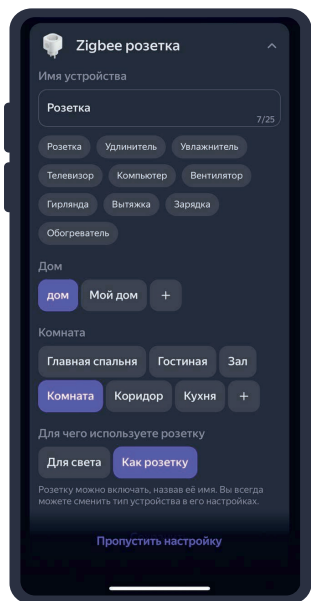 Zigbee розетка
Имя устройства
Розетка
7/25
Розетка Удлинитель Увлажнитель
Телевизор Компьютер Вентилятор
Гирлянда Вытяжка Зарядка
Обогреватель
Дом
дом Мой дом +
Комната
Главная спальня Гостиная Зал
Комната Коридор Кухня +
Для чего используете розетку
Для света Как розетку
Розетку можно включать, назвав её имя. Вы всегда
можете сменить тип устройства в его настройках.
Пропустить настройку